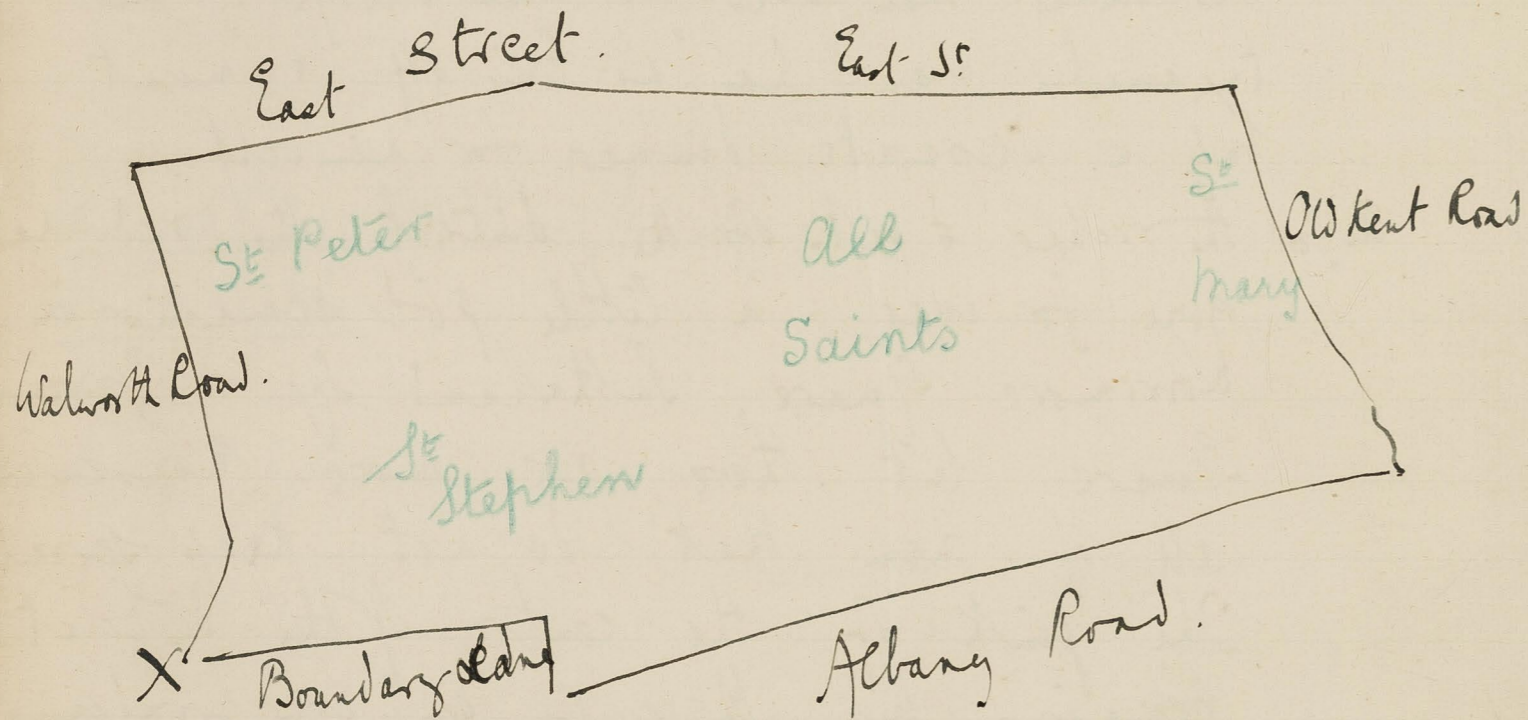 East Street.
East St
St Peter
All
Saints
St
Mary
Old Kent Road
Walworth Road.
St
Stephen
X
Boundary Lane
Albany Road.